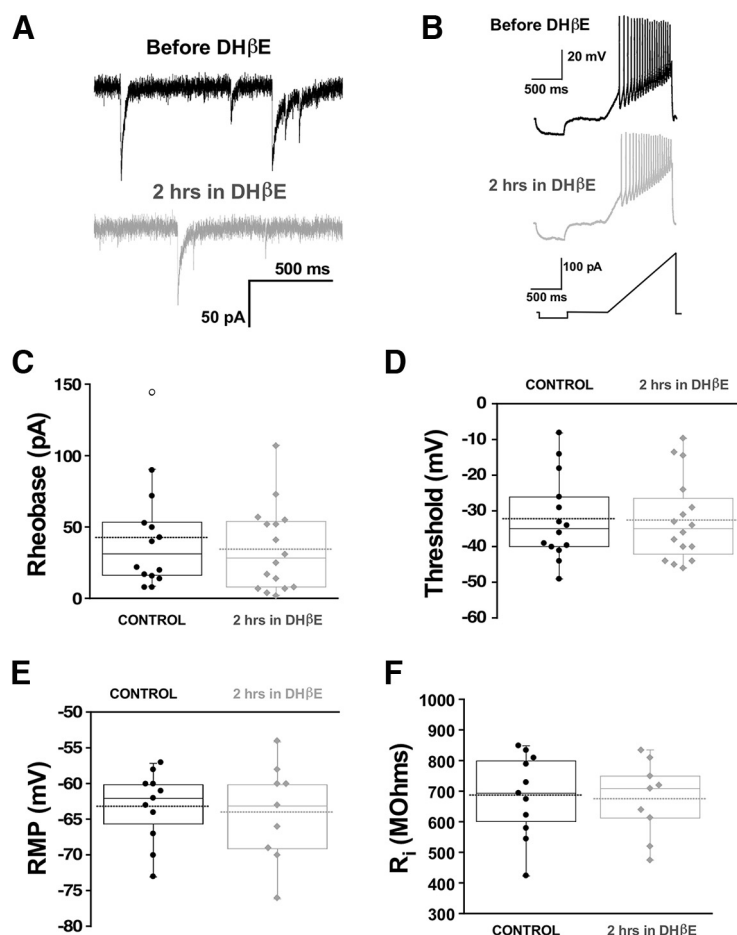 A
Before DHβE
2 hrs in DHβE
500 ms
50 pA
B
Before DHβE
20 mV
500 ms
2 hrs in DHβE
100 pA
500 ms
C
Rheobase (pA)
150
100
50
0
CONTROL
2 hrs in DHβE
D
CONTROL
2 hrs in DHβE
Threshold (mV)
0
-10
-20
-30
-40
-50
-60
E
CONTROL
2 hrs in DHβE
RMP (mV)
-50
-55
-60
-65
-70
-75
-80
F
Ri (MOhms)
1000
900
800
700
600
500
400
300
CONTROL
2 hrs in DHβE